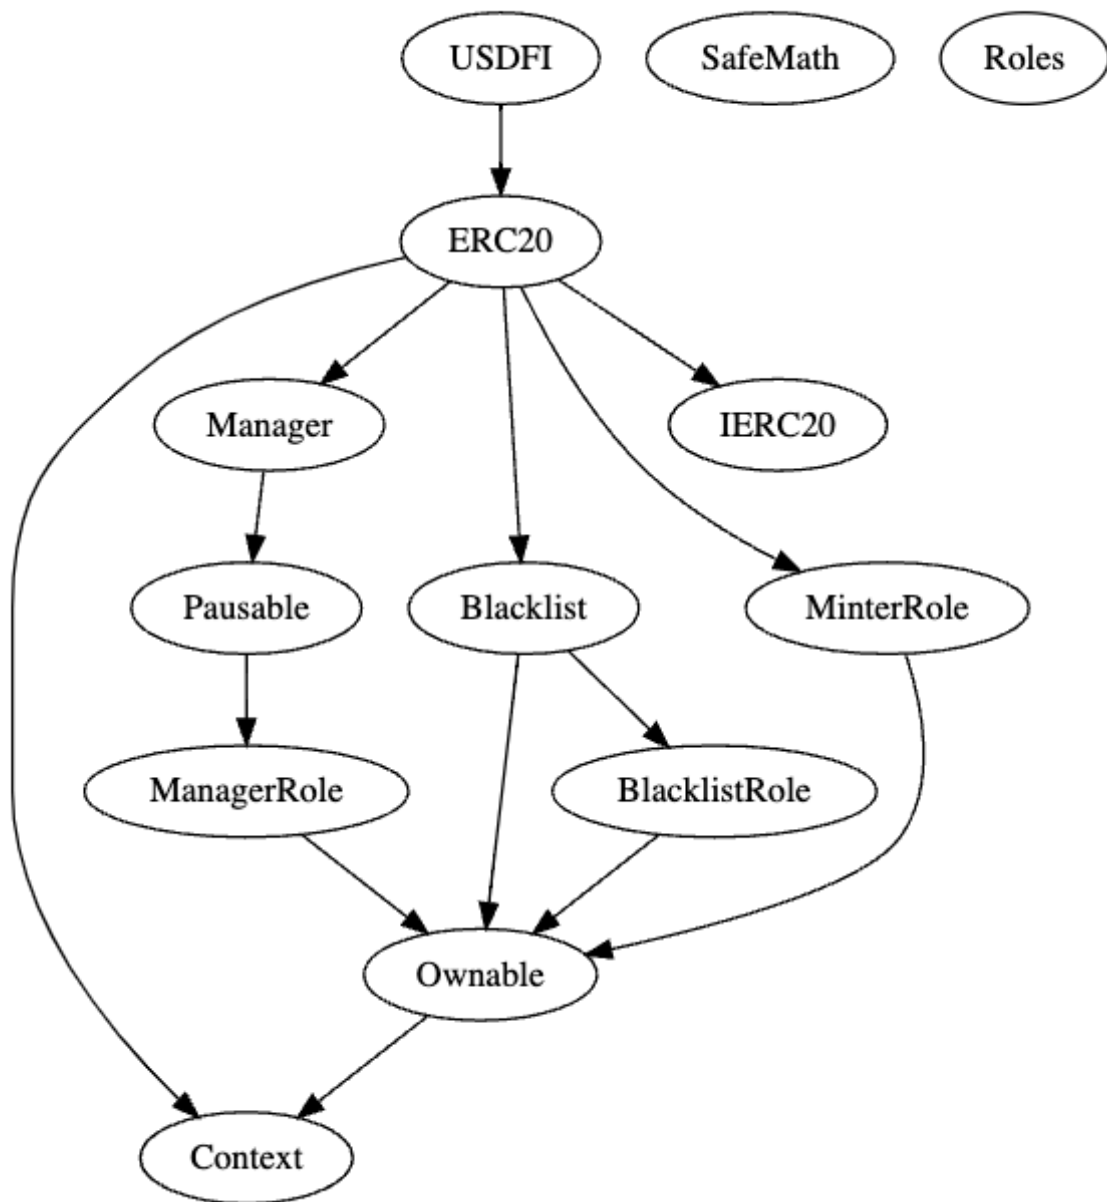 USDFI
SafeMath
Roles
ERC20
Manager
IERC20
Pausable
Blacklist
MinterRole
ManagerRole
BlacklistRole
Ownable
Context